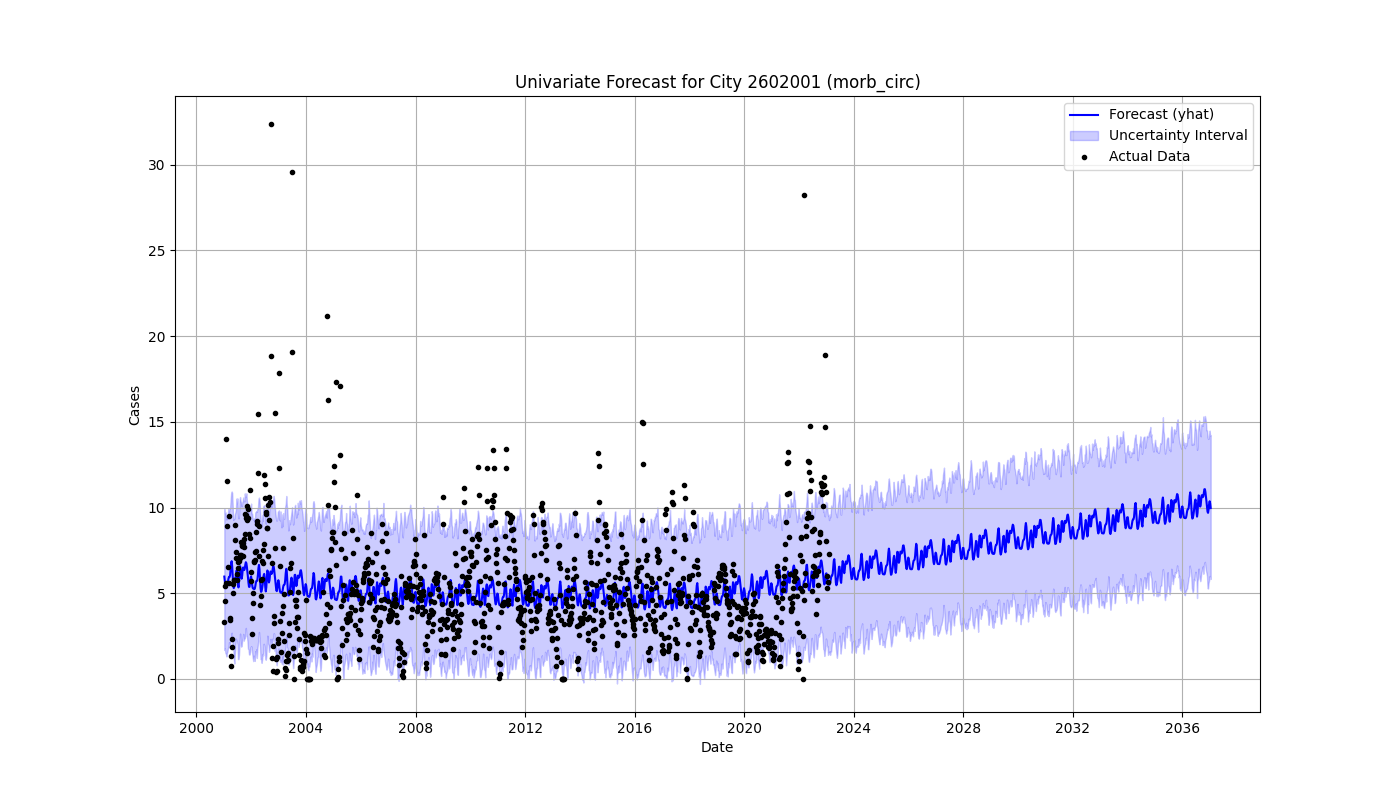 Univariate Forecast for City 2602001 (morb_circ)
Forecast (yhat)
Uncertainty Interval
Actual Data
Cases
30
25
20
15
10
5
0
2000 2004 2008 2012 2016 2020 2024 2028 2032 2036
Date